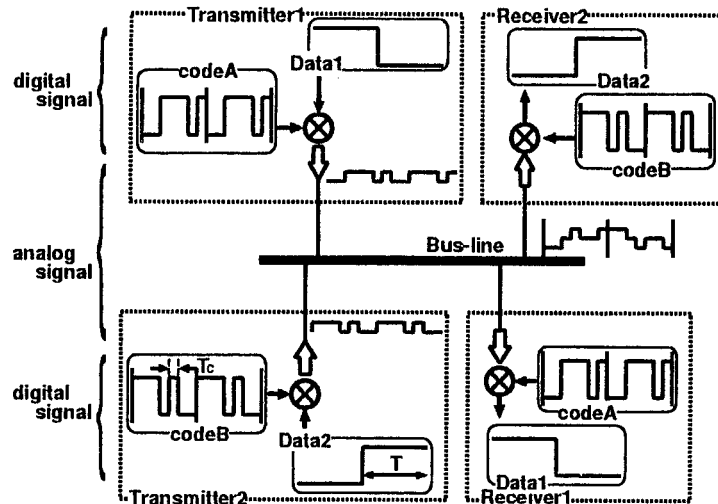 Transmitter1
Receiver2
digital
signal
codeA
Data1
Data2
codeB
analog
signal
Bus-line
digital
signal
Tc
codeB
Data2
T
Transmitter2
codeA
Data1
Receiver1